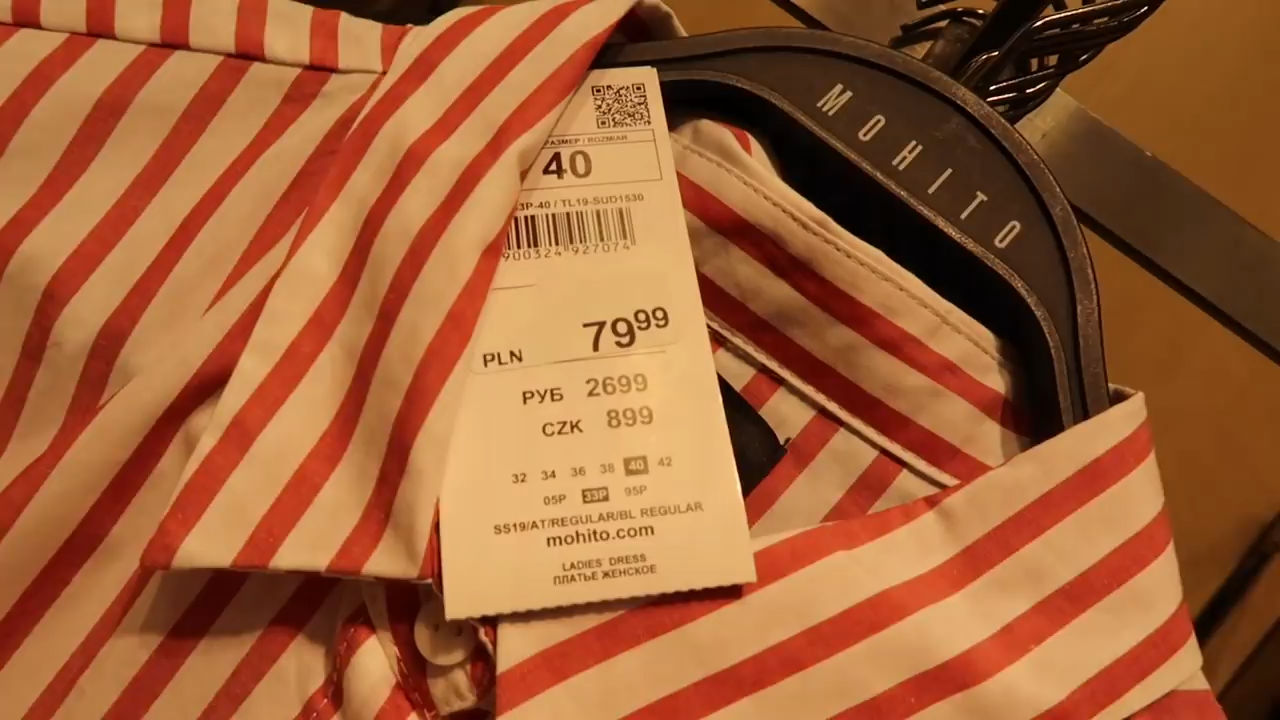 MOHITO
РАЗМЕР / ROZMIAR
40
3P-40 / TL19-SUD1530
900324 927074
79 99
PLN
РУБ 2699
CZK 899
32 34 36 38 40 42
05P 33P 95P
SS19/AT/REGULAR/BL REGULAR
mohito.com
LADIES' DRESS
ПЛАТЬЕ ЖЕНСКОЕ